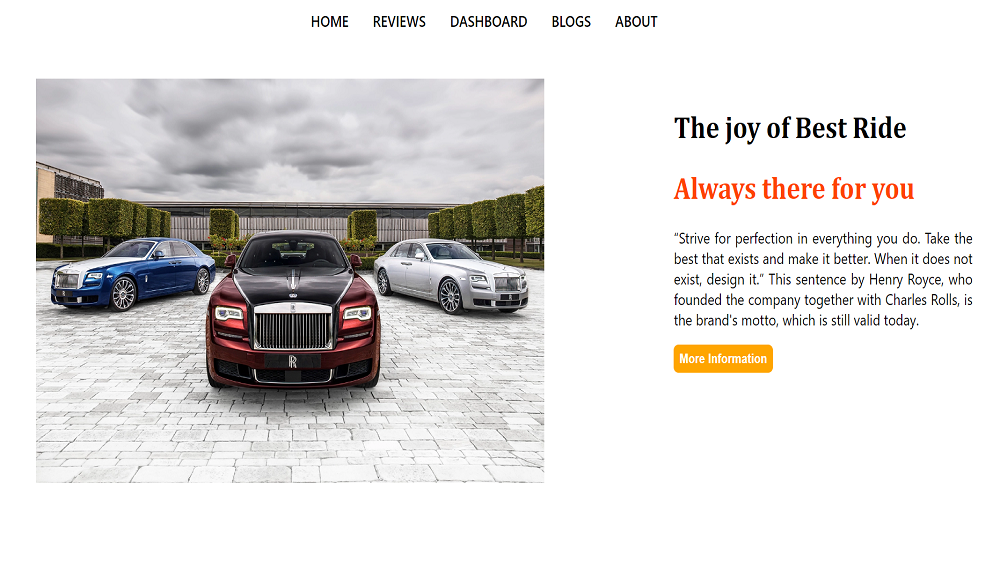 HOME REVIEWS DASHBOARD BLOGS ABOUT
The joy of Best Ride
Always there for you
“Strive for perfection in everything you do. Take the
best that exists and make it better. When it does not
exist, design it.” This sentence by Henry Royce, who
founded the company together with Charles Rolls, is
the brand's motto, which is still valid today.
More Information